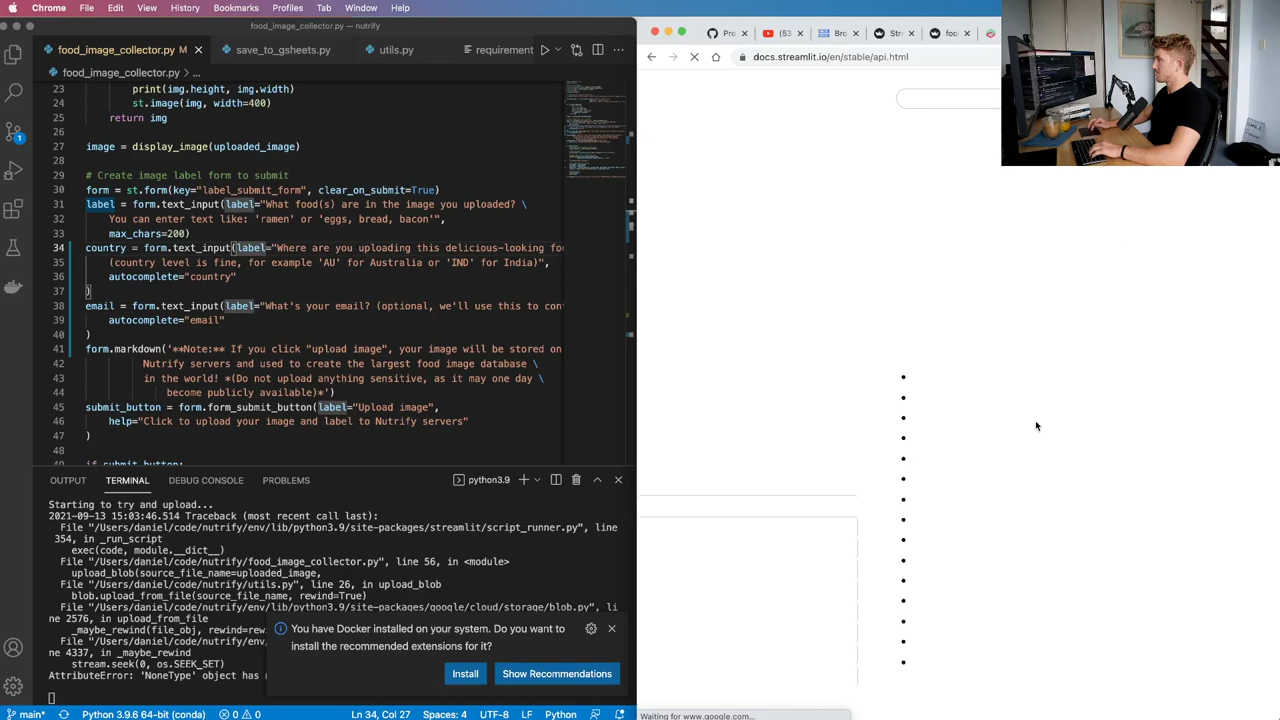 Chrome File Edit View History Bookmarks Profiles Tab Window Help
food_image_collector.py — nutrify
food_image_collector.py M save_to_gsheets.py utils.py requirement
food_image_collector.py > ...
23 print(img.height, img.width)
24 st.image(img, width=400)
25 return img
26
27 image = display_image(uploaded_image)
28
29 # Create image label form to submit
30 form = st.form(key="label_submit_form", clear_on_submit=True)
31 label = form.text_input(label="What food(s) are in the image you uploaded? \
32 You can enter text like: 'ramen' or 'eggs, bread, bacon'",
33 max_chars=200)
34 country = form.text_input(label="Where are you uploading this delicious-looking fo
35 (country level is fine, for example 'AU' for Australia or 'IND' for India)",
36 autocomplete="country"
37 )
38 email = form.text_input(label="What's your email? (optional, we'll use this to con
39 autocomplete="email"
40 )
41 form.markdown('**Note:** If you click "upload image", your image will be stored on
42 Nutrify servers and used to create the largest food image database \
43 in the world! *(Do not upload anything sensitive, as it may one day \
44 become publicly available)*')
45 submit_button = form.form_submit_button(label="Upload image",
46 help="Click to upload your image and label to Nutrify servers"
47 )
48
49 if submit_button:
OUTPUT TERMINAL DEBUG CONSOLE PROBLEMS python3.9
Starting to try and upload...
2021-09-13 15:03:46.514 Traceback (most recent call last):
File "/Users/daniel/code/nutrify/env/lib/python3.9/site-packages/streamlit/script_runner.py", line
354, in _run_script
exec(code, module.__dict__)
File "/Users/daniel/code/nutrify/food_image_collector.py", line 56, in <module>
upload_blob(source_file_name=uploaded_image,
File "/Users/daniel/code/nutrify/utils.py", line 26, in upload_blob
blob.upload_from_file(source_file_name, rewind=True)
File "/Users/daniel/code/nutrify/env/lib/python3.9/site-packages/google/cloud/storage/blob.py", li
ne 2576, in upload_from_file
_maybe_rewind(file_obj, rewind=rew
File "/Users/daniel/code/nutrify/env
ne 4337, in _maybe_rewind
stream.seek(0, os.SEEK_SET)
AttributeError: 'NoneType' object has
You have Docker installed on your system. Do you want to
install the recommended extensions for it?
Install Show Recommendations
main* Python 3.9.6 64-bit (conda) 0 0 Ln 34, Col 27 Spaces: 4 UTF-8 LF Python
1
Pro (53 Bro Str foo
docs.streamlit.io/en/stable/api.html
Waiting for www.google.com...